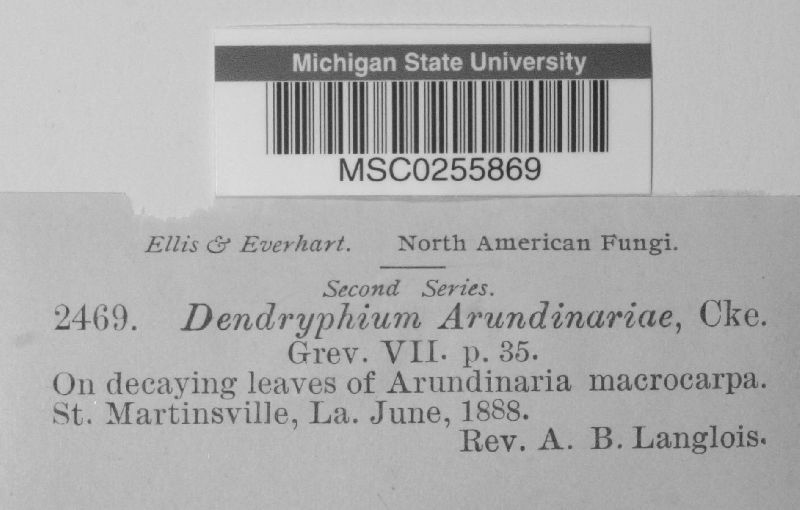 Michigan State University
MSC0255869
Ellis & Everhart. North American Fungi.
Second Series.
2469. Dendryphium Arundinariae, Cke.
Grev. VII. p. 35.
On decaying leaves of Arundinaria macrocarpa.
St. Martinsville, La. June, 1888.
Rev. A. B. Langlois.